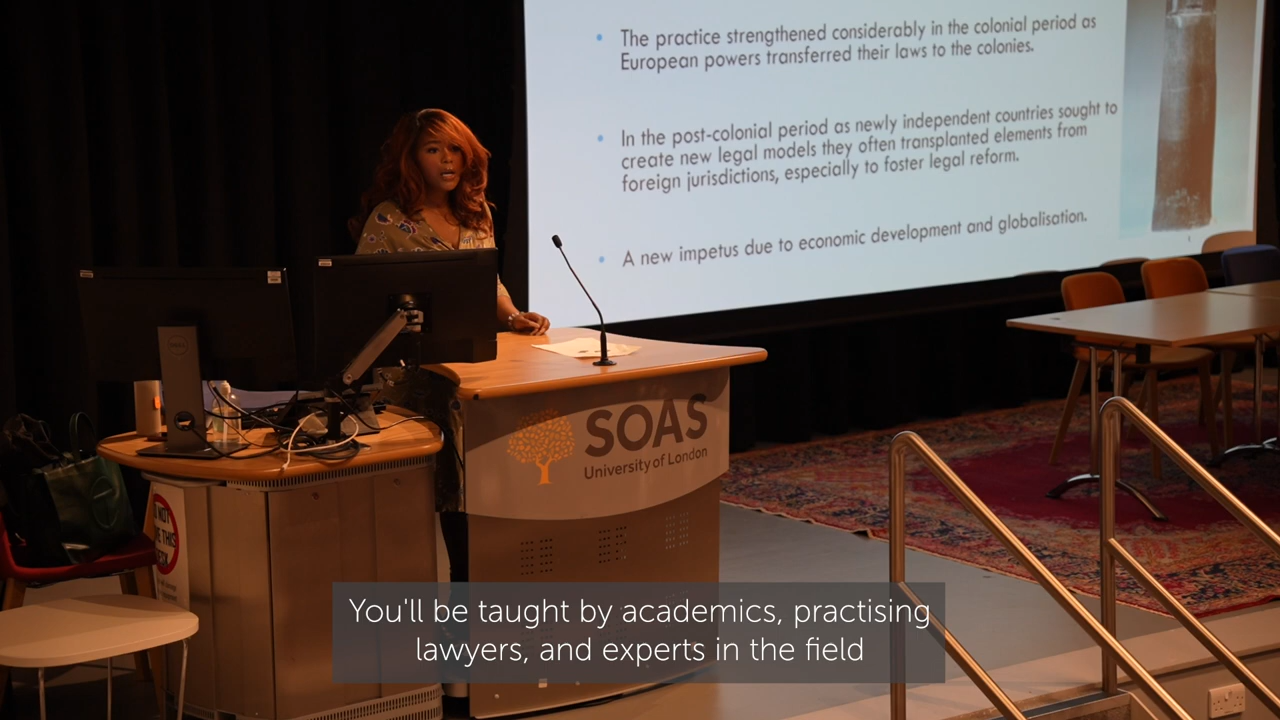 The practice strengthened considerably in the colonial period as
European powers transferred their laws to the colonies.
In the post-colonial period as newly independent countries sought to
create new legal models they often transplanted elements from
foreign jurisdictions, especially to foster legal reform.
A new impetus due to economic development and globalisation.
SOAS
University of London
You'll be taught by academics, practising
lawyers, and experts in the field